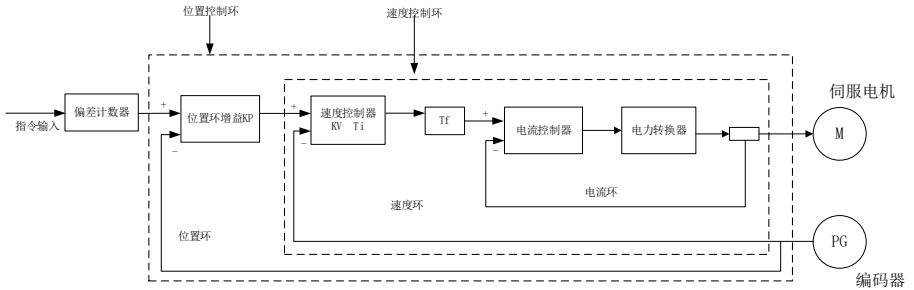 位置控制环
速度控制环
伺服电机
指令输入
偏差计数器
+
位置环增益KP
−
+
速度控制器
KV Ti
−
Tf
+
电流控制器
−
电力转换器
M
电流环
速度环
位置环
PG
编码器